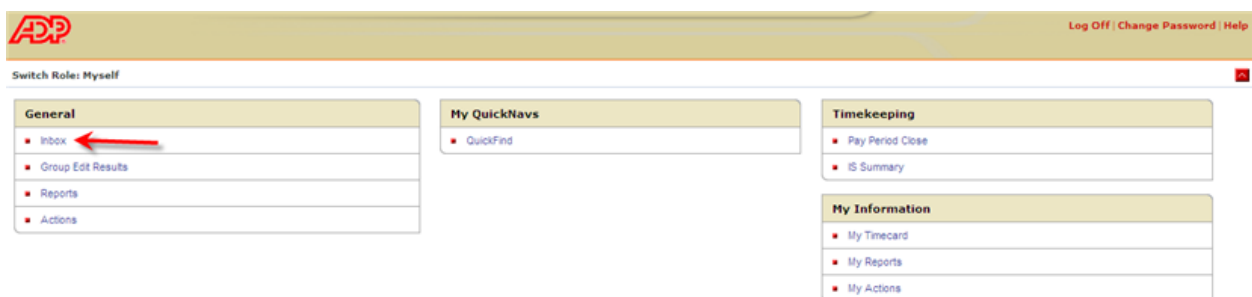 ADP
Log Off | Change Password | Help
Switch Role: Myself
General
Inbox
Group Edit Results
Reports
Actions
My QuickNavs
QuickFind
Timekeeping
Pay Period Close
IS Summary
My Information
My Timecard
My Reports
My Actions